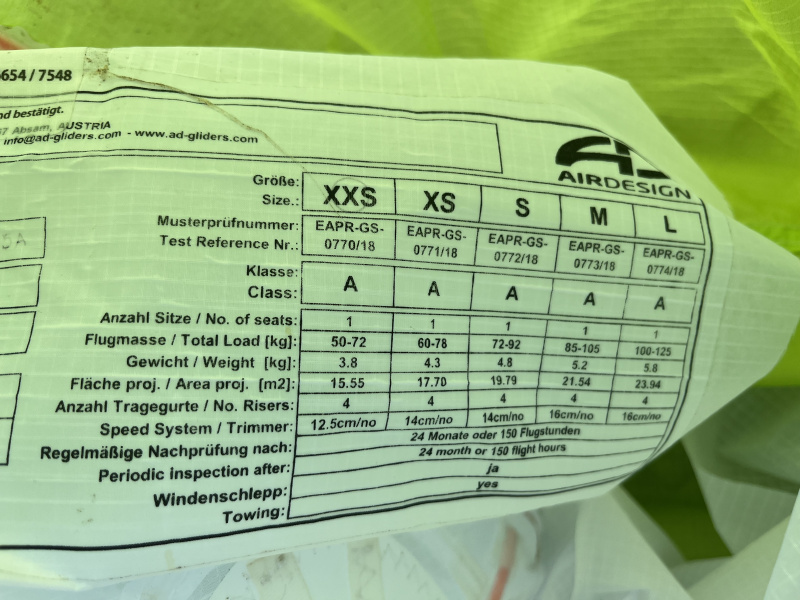 654 / 7548
nd bestätigt.
67 Absam, AUSTRIA
info@ad-gliders.com - www.ad-gliders.com
AIRDESIGN
Größe:
Size.: XXS XS S M L
Musterprüfnummer: EAPR-GS- EAPR-GS- EAPR-GS- EAPR-GS- EAPR-GS-
Test Reference Nr.: 0770/18 0771/18 0772/18 0773/18 0774/18
Klasse:
Class: A A A A A
Anzahl Sitze / No. of seats: 1 1 1 1 1
Flugmasse / Total Load [kg]: 50-72 60-78 72-92 85-105 100-125
Gewicht / Weight [kg]: 3.8 4.3 4.8 5.2 5.8
Fläche proj. / Area proj. [m2]: 15.55 17.70 19.79 21.54 23.94
Anzahl Tragegurte / No. Risers: 4 4 4 4 4
Speed System / Trimmer: 12.5cm/no 14cm/no 14cm/no 16cm/no 16cm/no
Regelmäßige Nachprüfung nach: 24 Monate oder 150 Flugstunden
Periodic inspection after: 24 month or 150 flight hours
Windenschlepp: ja
Towing: yes